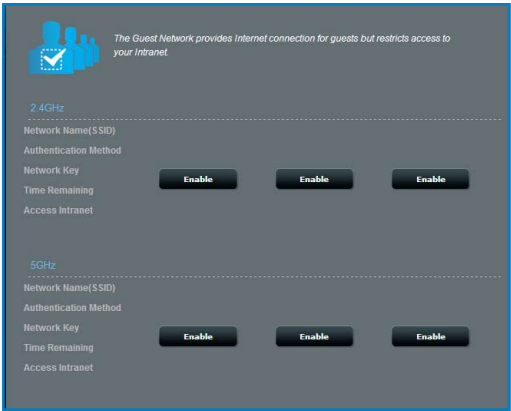 The Guest Network provides Internet connection for guests but restricts access to
your Intranet.
2.4GHz
Network Name(SSID)
Authentication Method
Network Key
Enable Enable Enable
Time Remaining
Access Intranet
5GHz
Network Name(SSID)
Authentication Method
Network Key
Enable Enable Enable
Time Remaining
Access Intranet